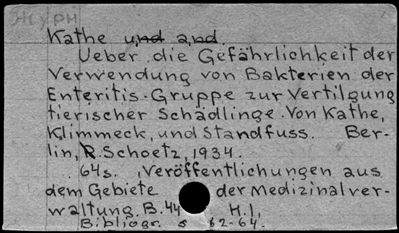 Kathe und and.
Ueber die Gefährlichkeit der
Verwendung von Bakterien der
Enteritis-Gruppe zur Vertilgung
tierischer Schädlinge. Von Kathe,
Klimmeck, und Standfuss. Ber-
lin, R. Schoetz, 1934.
64s. (Veröffentlichungen aus
dem Gebiete der Medizinalver-
waltung. B.44 H.1.
Bibliogr. s 62-64.